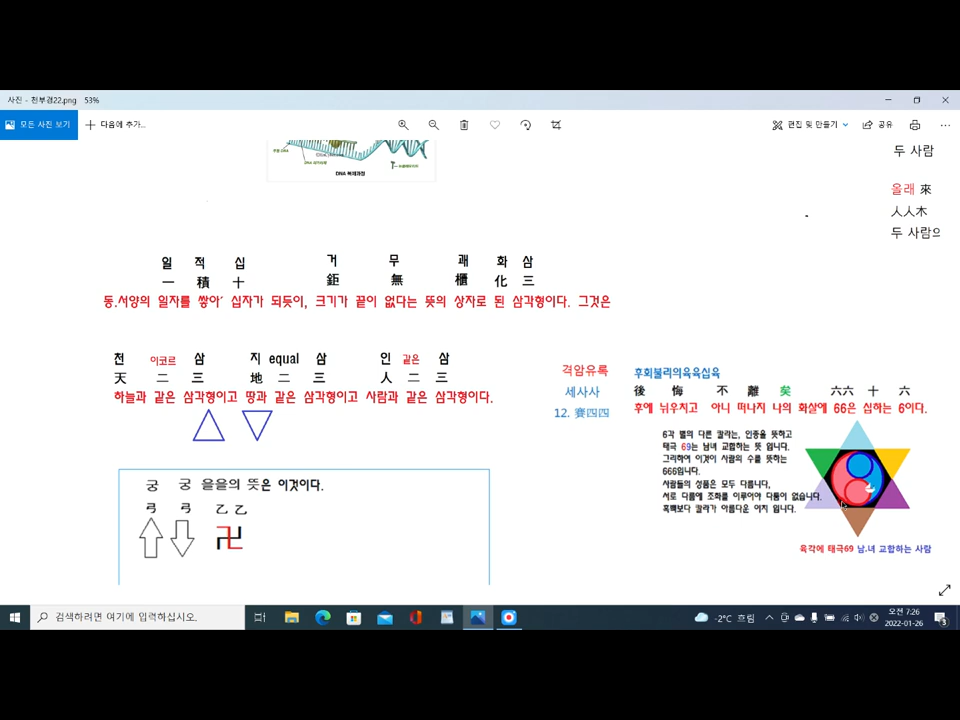 사진 - 천부경22.png 53%
모든 사진 보기
다음에 추가...
편집 및 만들기
공유
DNA 복제과정
두 사람
올래 來
人人木
두 사람으
일 적 십 거 무 괘 화 삼
一 積 十 鉅 無 櫃 化 三
동.서양의 일자를 쌓아 십자가 되듯이, 크기가 끝이 없다는 뜻의 상자로 된 삼각형이다. 그것은
천 이코르 삼 지 equal 삼 인 같은 삼
天 二 三 地 二 三 人 二 三
하늘과 같은 삼각형이고 땅과 같은 삼각형이고 사람과 같은 삼각형이다.
궁 궁 을을의 뜻은 이것이다.
弓 弓 乙 乙
卍
격암유록
세사사
12. 賽四四
후회불리의육육십육
後 悔 不 離 矣 六六 十 六
후에 뉘우치고 아니 떠나지 나의 화살에 66은 십하는 6이다.
6각 별의 다른 칼라는, 인종을 뜻하고
태극 69는 남녀 교합하는 뜻 입니다.
그리하여 이것이 사람의 수를 뜻하는
666입니다.
사람들의 성품은 모두 다릅니다,
서로 다름에 조화를 이루어야 다툼이 없습니다.
흑백보다 칼라가 아름다운 이치 입니다.
육각에 태극69 남.녀 교합하는 사람
검색하려면 여기에 입력하십시오.
-2°C 흐림
오전 7:26
2022-01-26
3